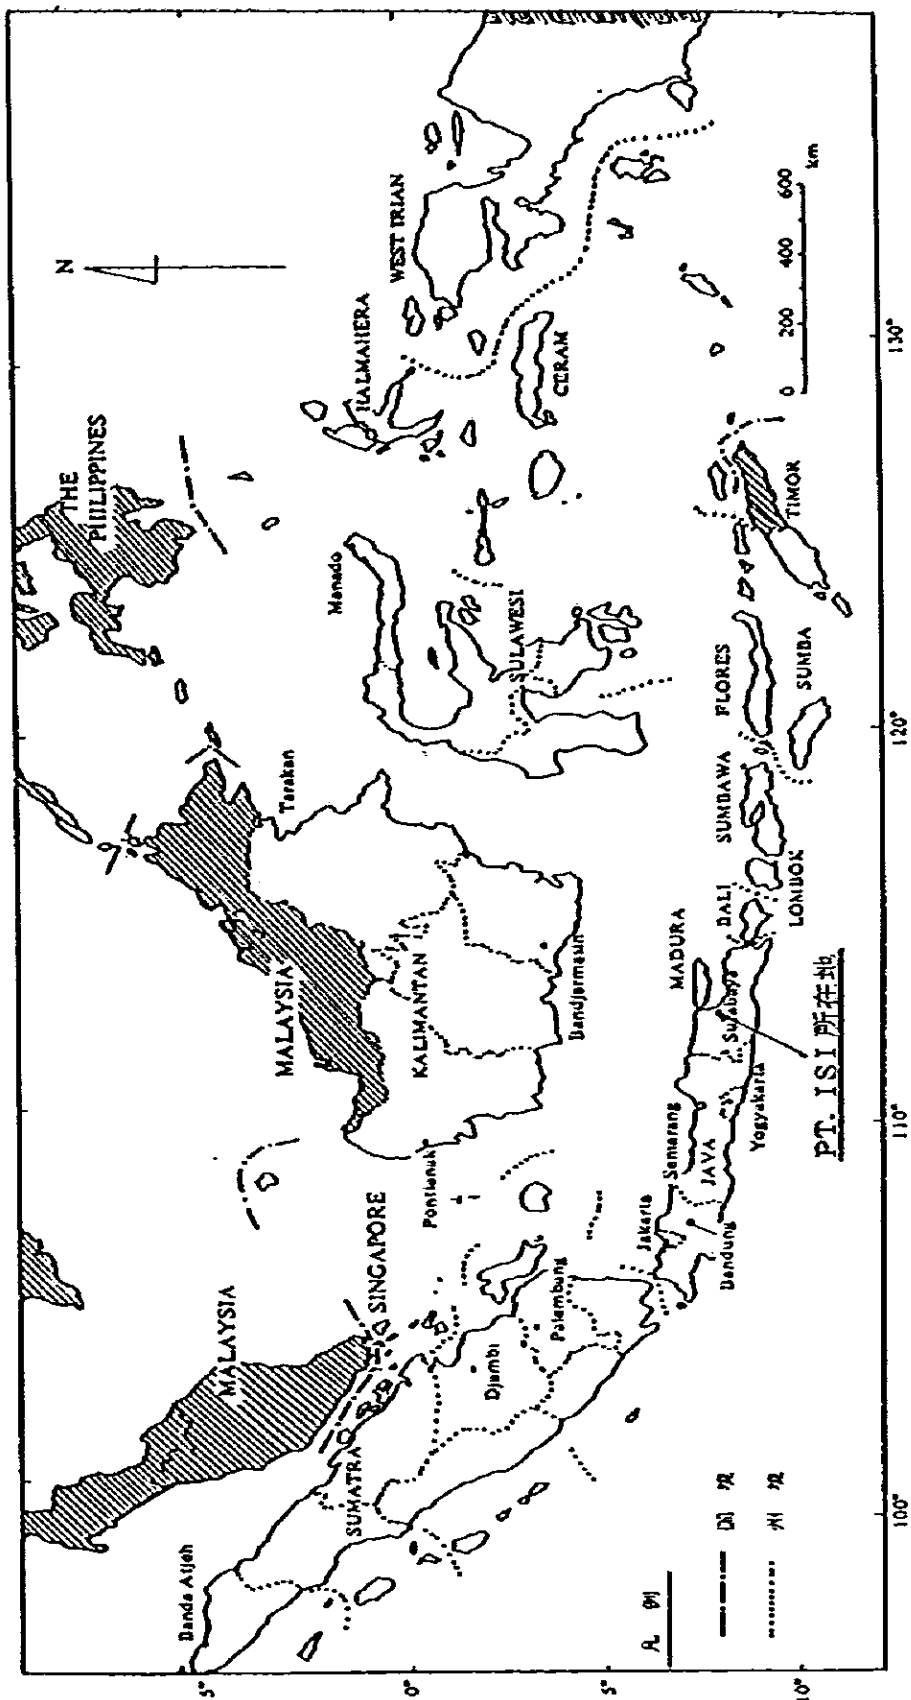 N
THE
PHILIPPINES
MALAYSIA
MALAYSIA
SINGAPORE
Banda Atjeh
SUMATRA
Djambi
Palembang
Pontianak
KALIMANTAN
Tarakan
Bandjarmasin
Manado
SULAWESI
HALMAHERA
WEST IRIAN
CERAM
Jakarta
Bandung
Semarang
JAVA
Yogyakarta
Surabaya
MADURA
BALI
LOMBOK
SUMBAWA
FLORES
SUMBA
TIMOR
PT. ISI 所在地
凡例
国境
州境
0 200 400 600
km
5°
0°
5°
10°
100°
110°
120°
130°